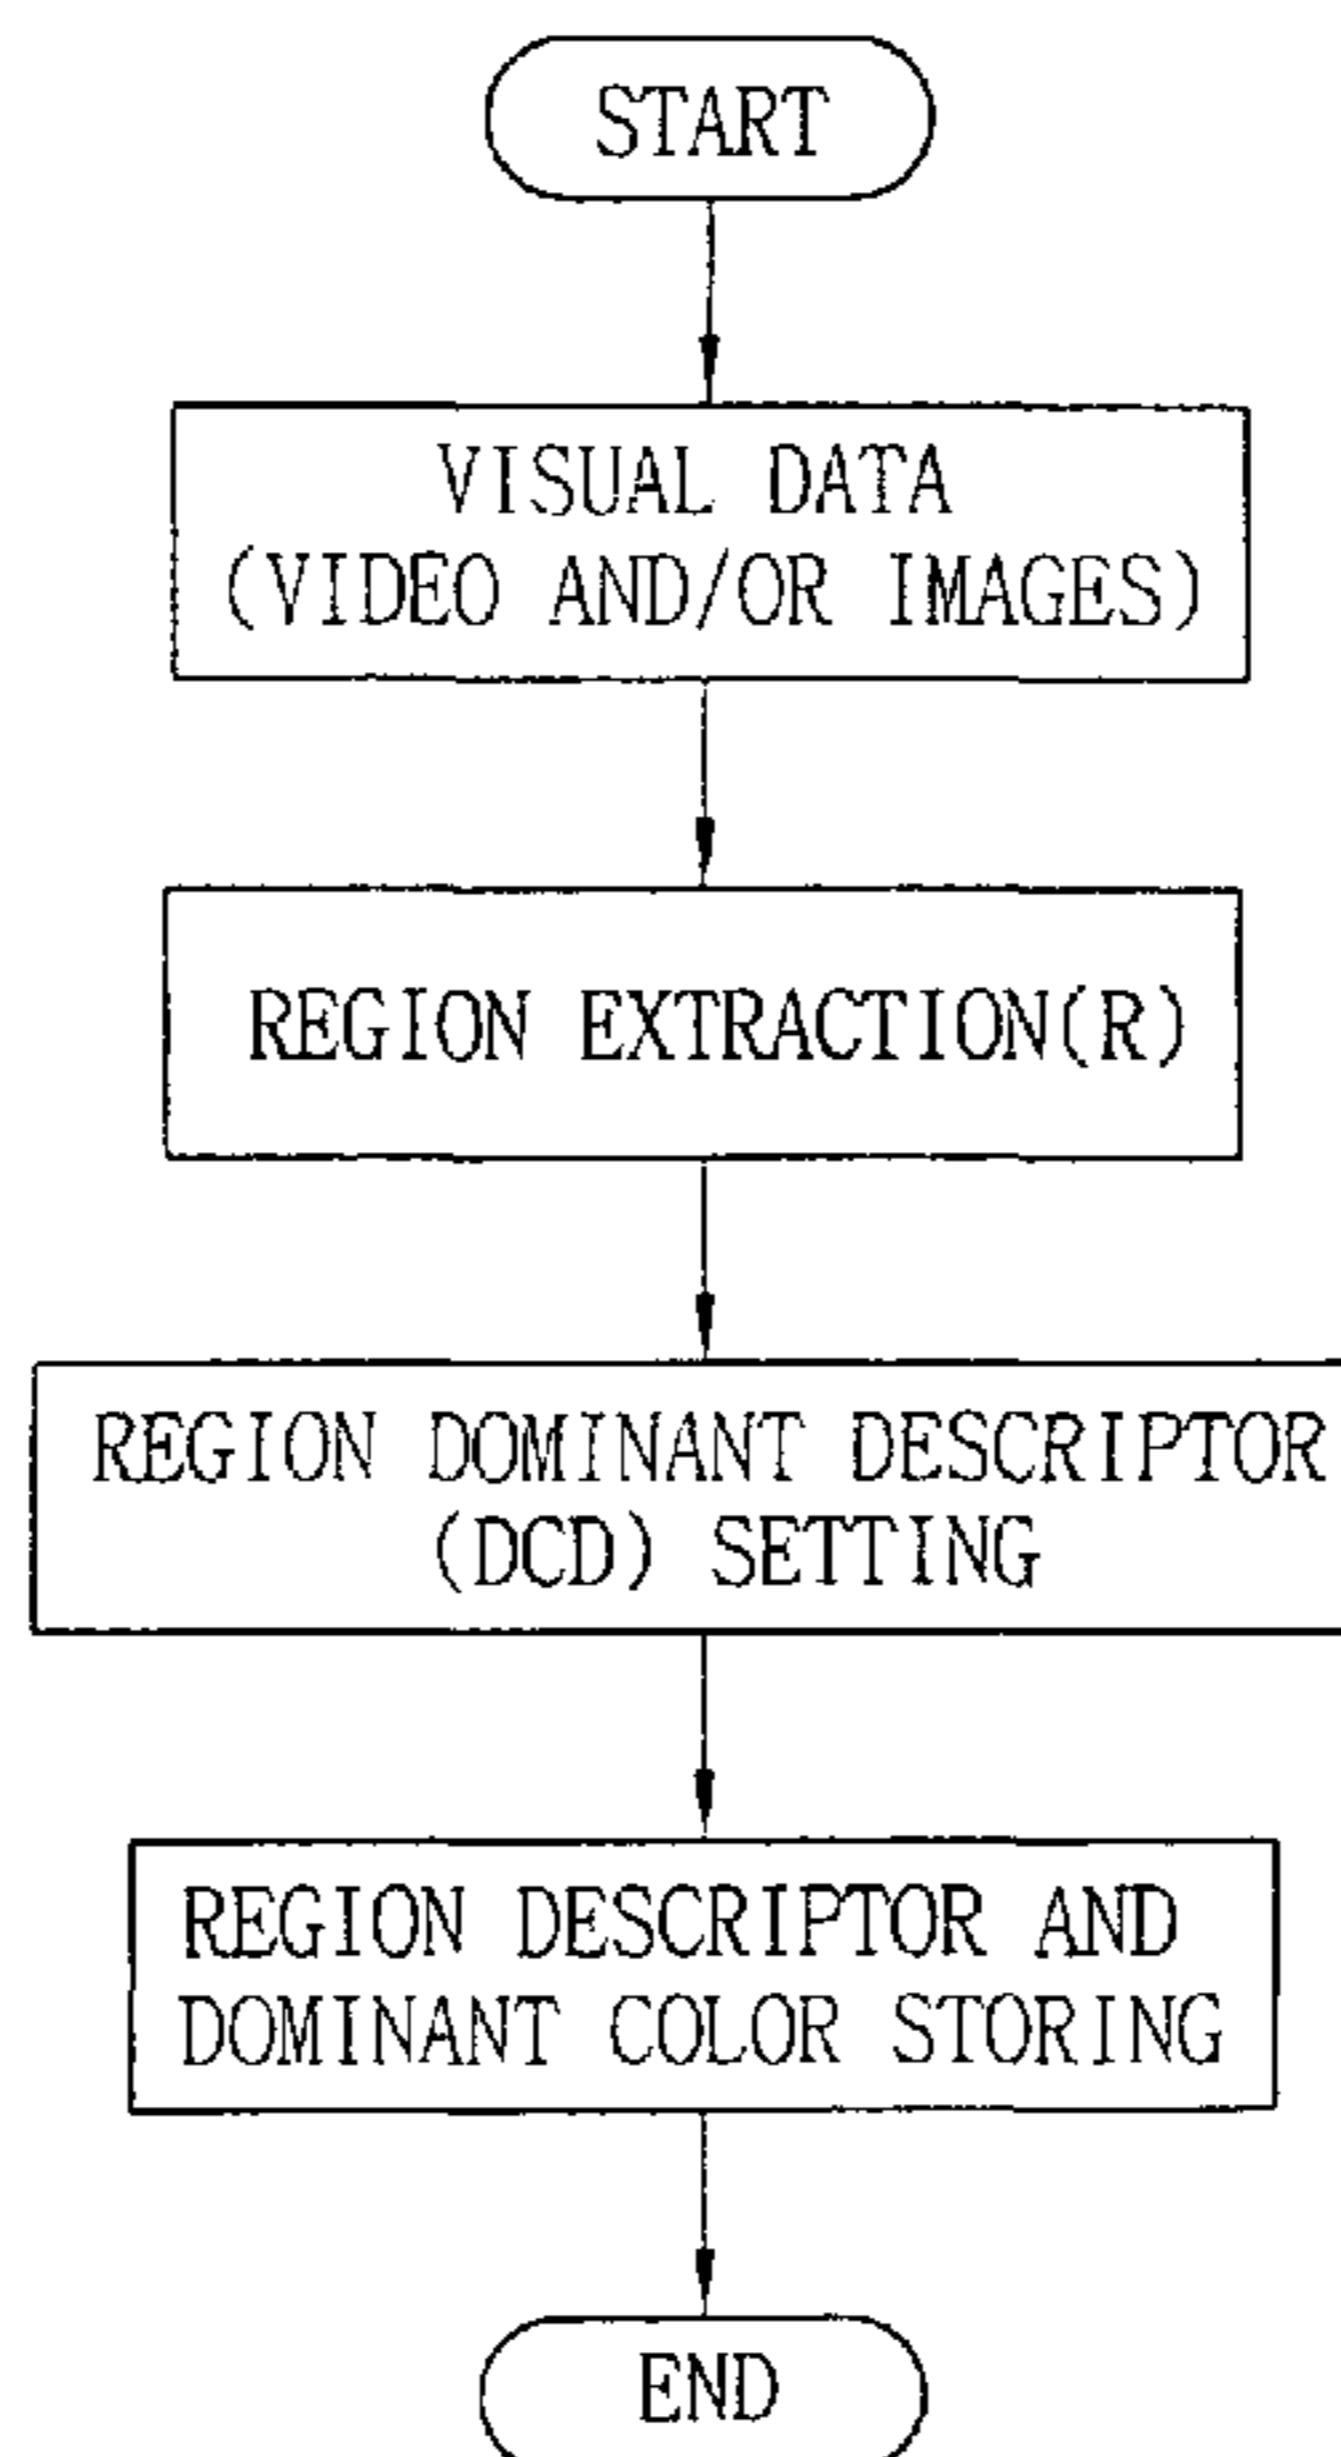 START
VISUAL DATA
(VIDEO AND/OR IMAGES)
REGION EXTRACTION(R)
REGION DOMINANT DESCRIPTOR
(DCD) SETTING
REGION DESCRIPTOR AND
DOMINANT COLOR STORING
END